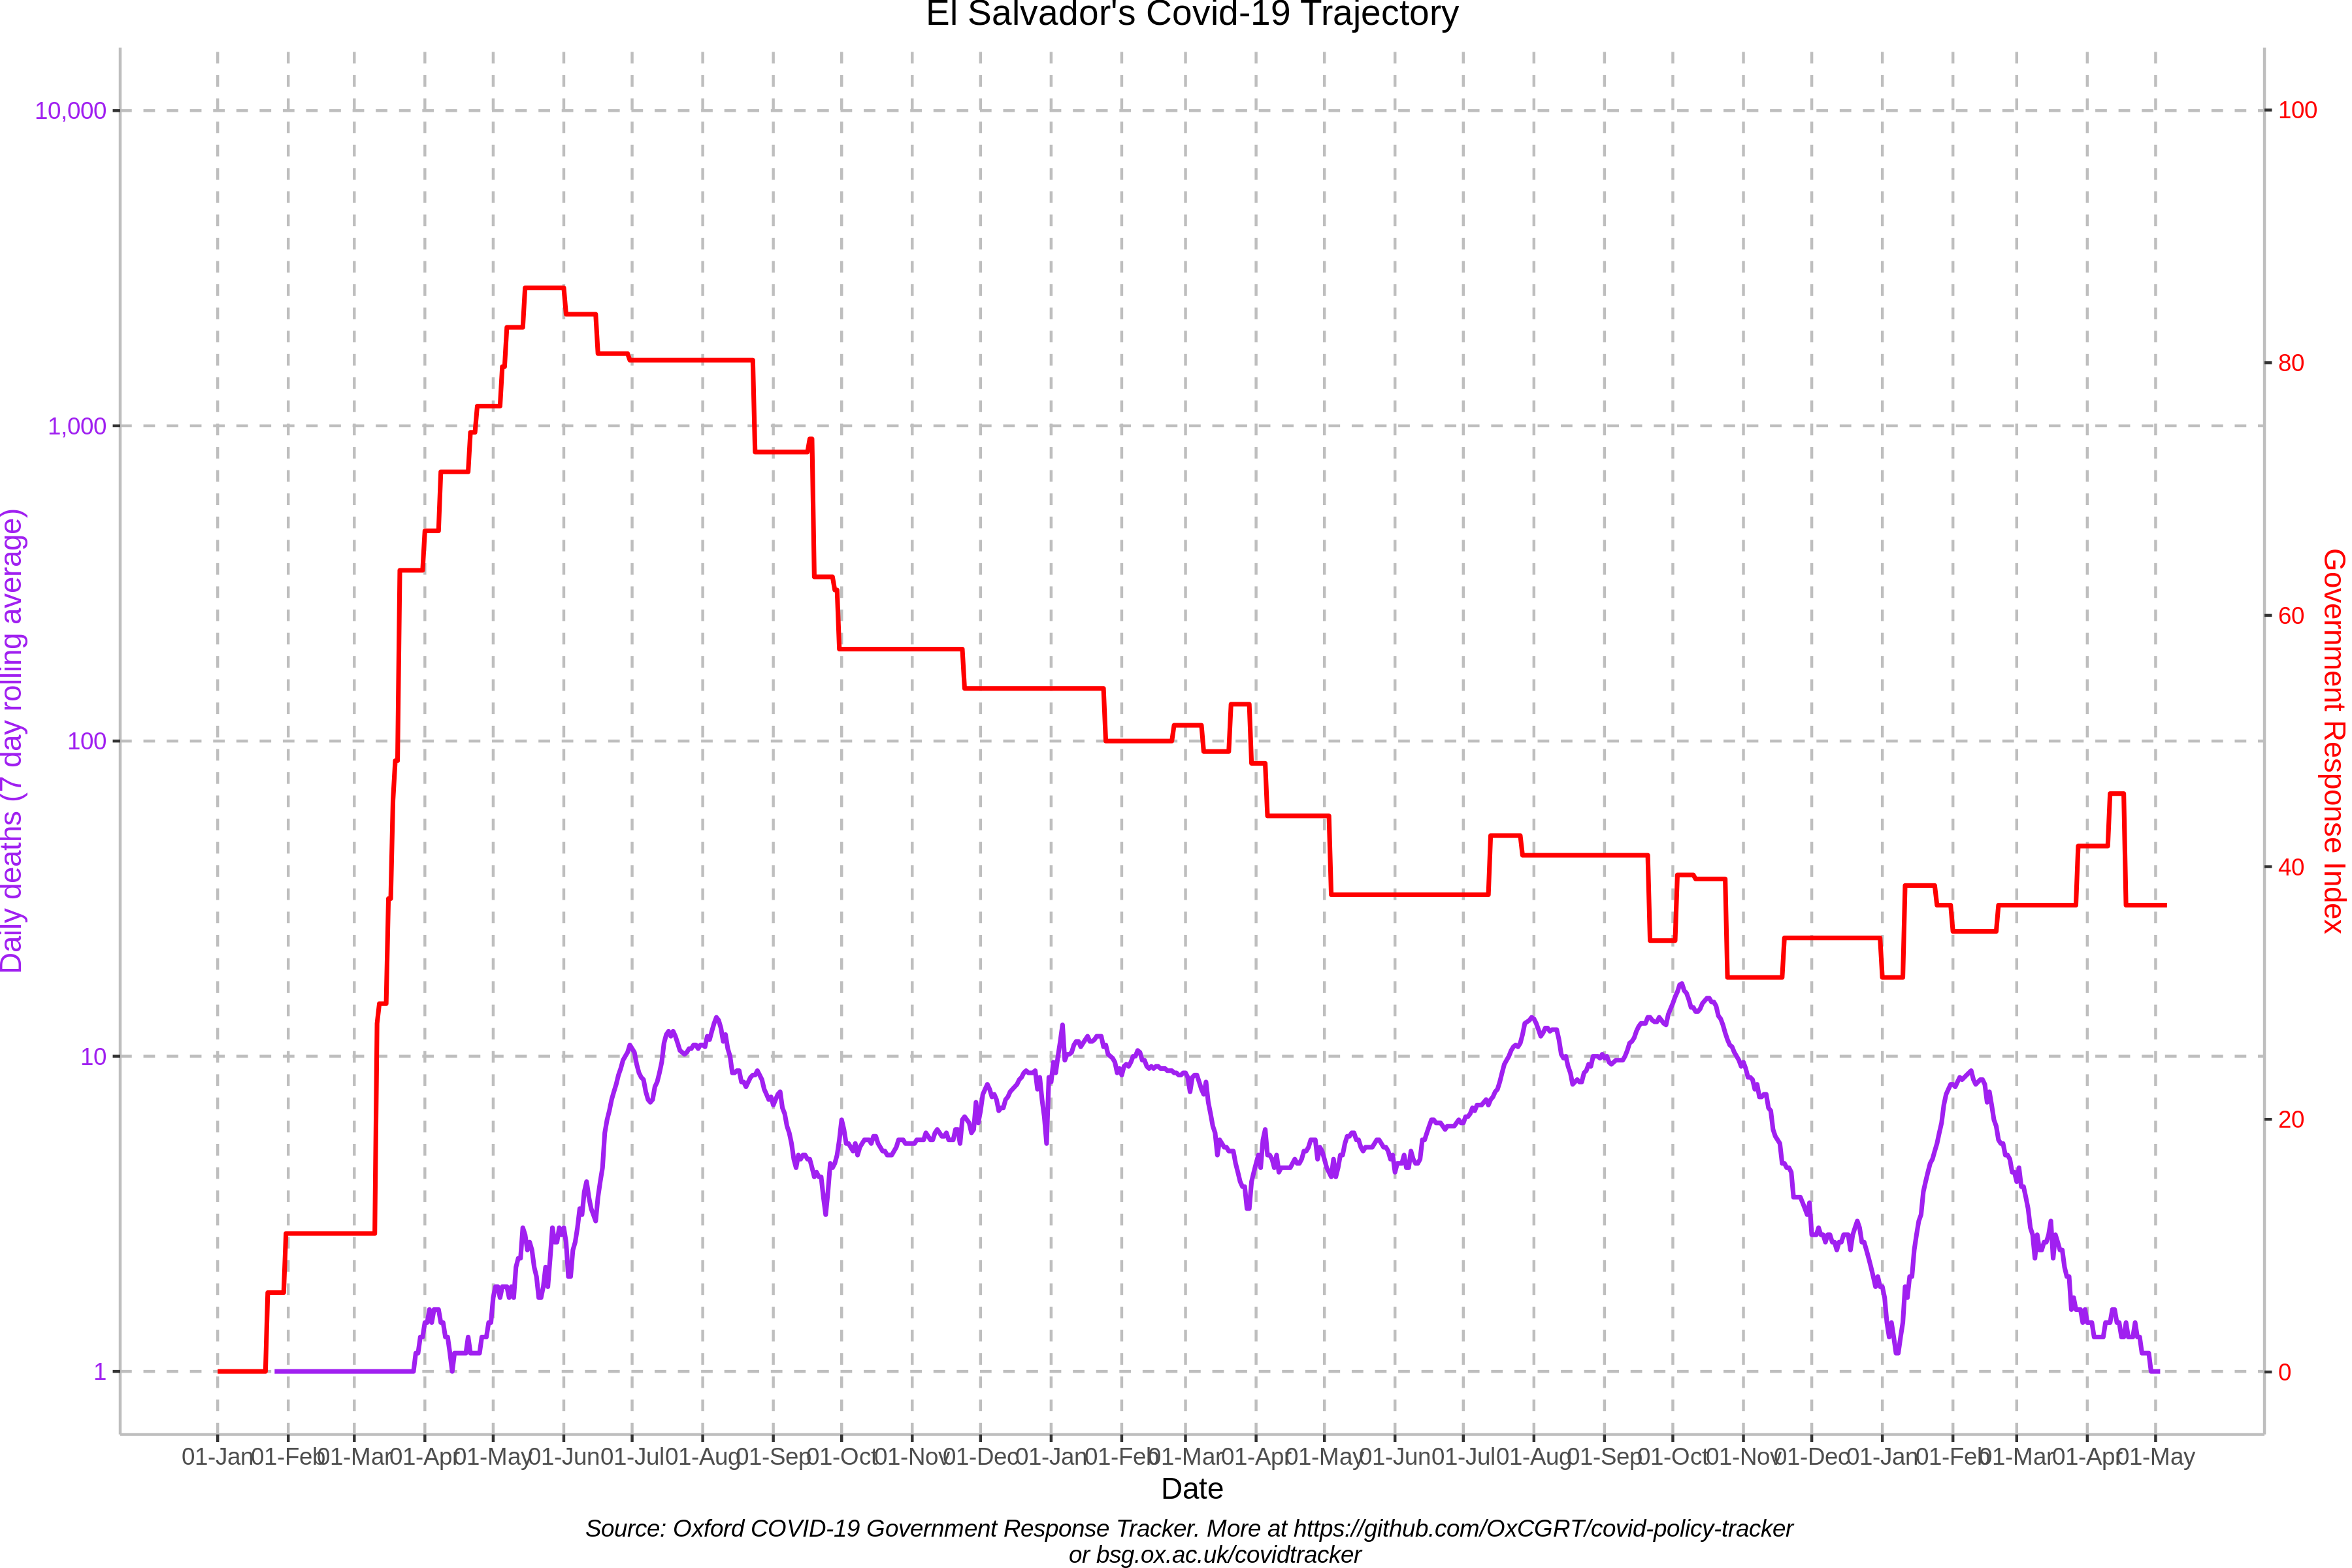 El Salvador's Covid-19 Trajectory
10,000
1,000
100
10
1
Daily deaths (7 day rolling average)
100
80
60
40
20
0
Government Response Index
01-Jan 01-Feb 01-Mar 01-Apr 01-May 01-Jun 01-Jul 01-Aug 01-Sep 01-Oct 01-Nov 01-Dec 01-Jan 01-Feb 01-Mar 01-Apr 01-May 01-Jun 01-Jul 01-Aug 01-Sep 01-Oct 01-Nov 01-Dec 01-Jan 01-Feb 01-Mar 01-Apr 01-May
Date
Source: Oxford COVID-19 Government Response Tracker. More at https://github.com/OxCGRT/covid-policy-tracker
or bsg.ox.ac.uk/covidtracker